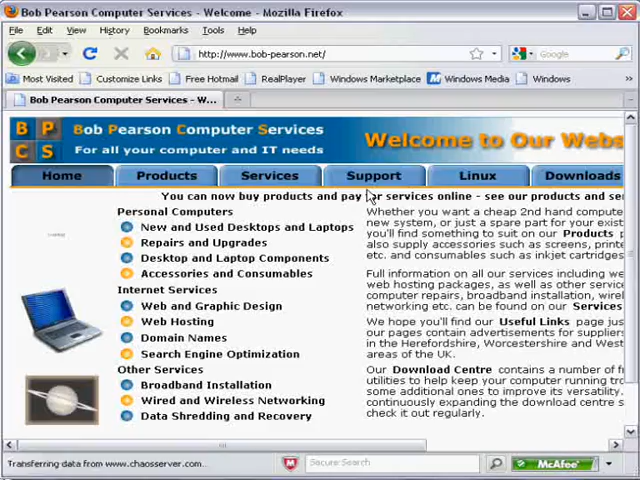 Bob Pearson Computer Services - Welcome - Mozilla Firefox
File Edit View History Bookmarks Tools Help
http://www.bob-pearson.net/
Google
Most Visited Customize Links Free Hotmail RealPlayer Windows Marketplace Windows Media Windows
Bob Pearson Computer Services - W...
B P C S
Bob Pearson Computer Services
For all your computer and IT needs
Welcome to Our Webs
Home Products Services Support Linux Downloads
You can now buy products and pay for services online - see our products and se
Personal Computers
New and Used Desktops and Laptops
Repairs and Upgrades
Desktop and Laptop Components
Accessories and Consumables
Internet Services
Web and Graphic Design
Web Hosting
Domain Names
Search Engine Optimization
Other Services
Broadband Installation
Wired and Wireless Networking
Data Shredding and Recovery
Whether you want a cheap 2nd hand compute
new system, or just a spare part for your exist
you'll find something to suit on our Products
also supply accessories such as screens, printe
etc. and consumables such as inkjet cartridges
Full information on all our services including we
web hosting packages, as well as other service
computer repairs, broadband installation, wirel
networking etc. can be found on our Services
We hope you'll find our Useful Links page jus
our pages contain advertisements for suppliers
in the Herefordshire, Worcestershire and West
areas of the UK.
Our Download Centre contains a number of f
utilities to help keep your computer running tr
some additional ones to improve its versatility.
continuously expanding the download centre s
check it out regularly.
Transferring data from www.chaosserver.com...
Secure Search
McAfee